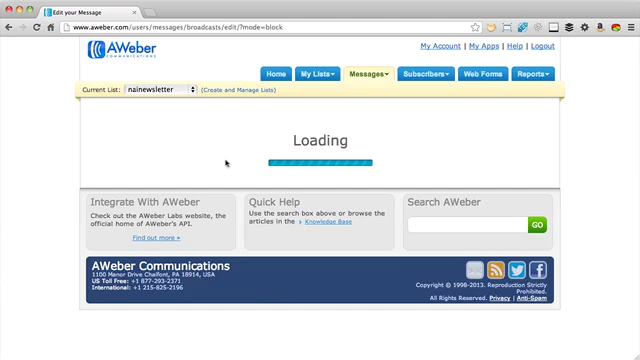 Edit your Message
www.aweber.com/users/messages/broadcasts/edit/?mode=block
AWeber
COMMUNICATIONS
My Account | My Apps | Help | Logout
Home My Lists Messages Subscribers Web Forms Reports
Current List: nainewsletter (Create and Manage Lists)
Loading
Integrate With AWeber
Check out the AWeber Labs website, the
official home of AWeber's API.
Find out more »
Quick Help
Use the search box above or browse the
articles in the » Knowledge Base
Search AWeber
GO
AWeber Communications
1100 Manor Drive Chalfont, PA 18914, USA
US Toll Free: +1 877-293-2371
International: +1 215-825-2196
Copyright © 1998-2013. Reproduction Strictly
Prohibited.
All Rights Reserved. Privacy | Anti-Spam